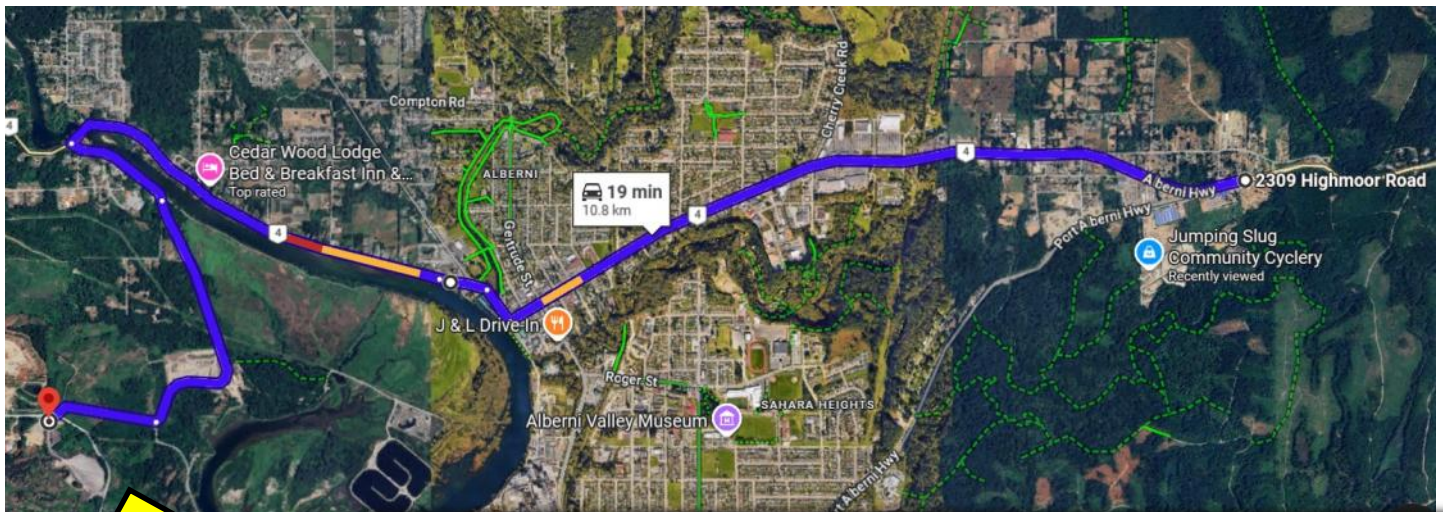 Compton Rd
Cherry Creek Rd
4
Cedar Wood Lodge
Bed & Breakfast Inn &...
Top rated
ALBERNI
19 min
10.8 km
4
4
2309 Highmoor Road
Alberni Hwy
Port Alberni Hwy
4
Gertrude St
Jumping Slug
Community Cyclery
Recently viewed
J & L Drive-In
Roger St
SAHARA HEIGHTS
Alberni Valley Museum
rt Alberni Hwy